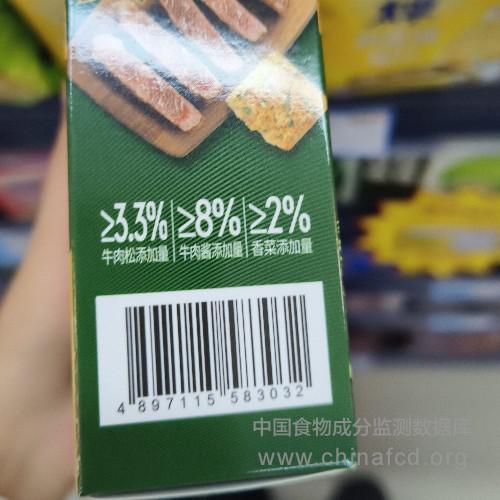 ≥3.3% ≥8% ≥2%
牛肉松添加量 牛肉酱添加量 香菜添加量
4 897115 583032
中国食物成分监测数据库
www.chinafcd.org